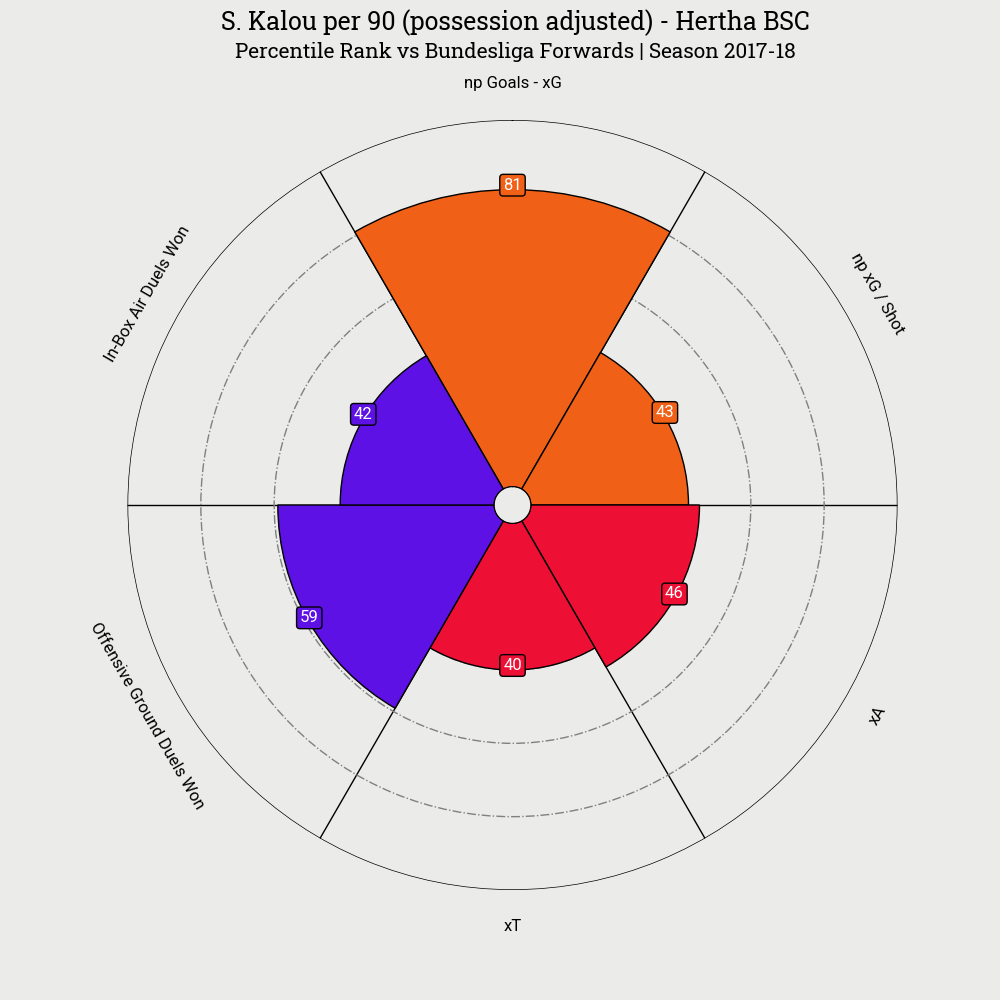 S. Kalou per 90 (possession adjusted) - Hertha BSC
Percentile Rank vs Bundesliga Forwards | Season 2017-18
np Goals - xG
81
In-Box Air Duels Won
np xG / Shot
42
43
59
46
40
Offensive Ground Duels Won
xA
xT